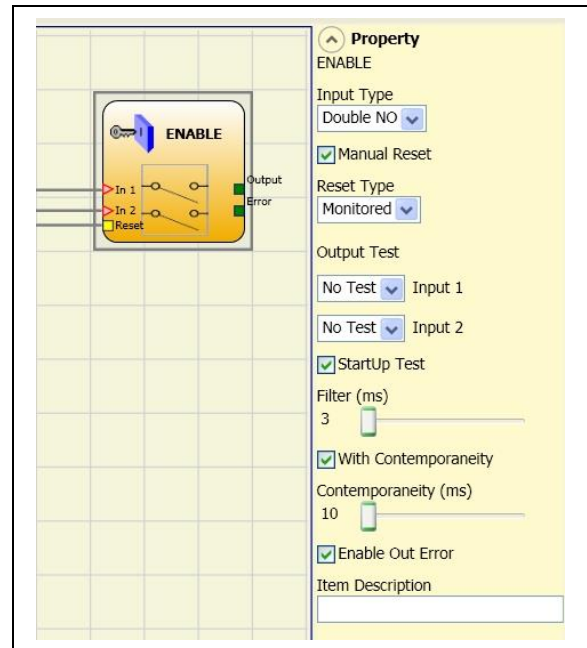 ENABLE
Output
Error
In 1
In 2
Reset
Property
ENABLE
Input Type
Double NO
Manual Reset
Reset Type
Monitored
Output Test
No Test Input 1
No Test Input 2
StartUp Test
Filter (ms)
3
With Contemporaneity
Contemporaneity (ms)
10
Enable Out Error
Item Description